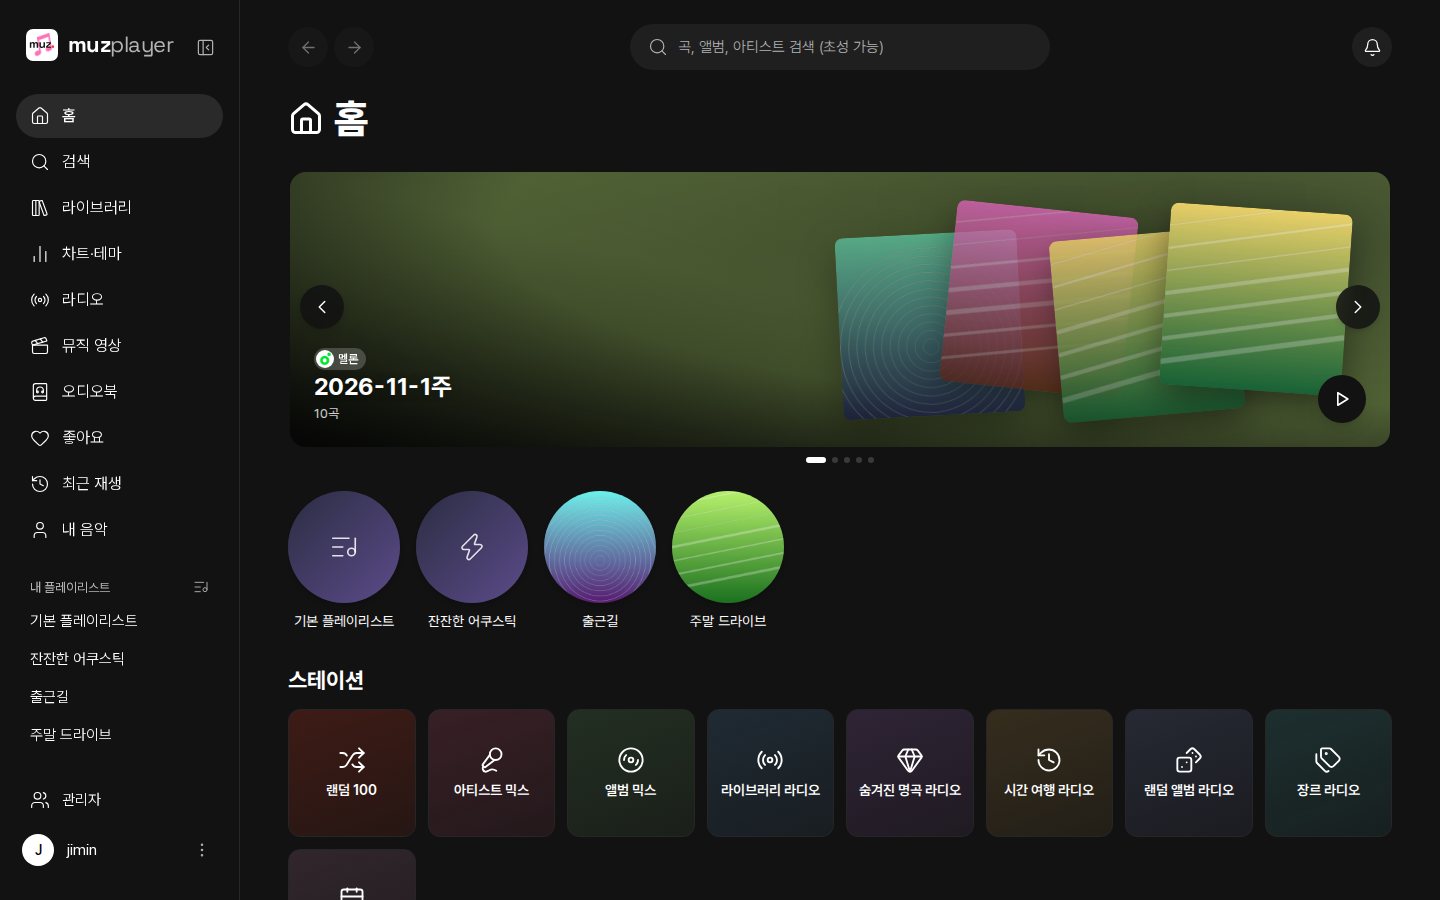 muz
muzplayer
곡, 앨범, 아티스트 검색 (초성 가능)
홈
검색
라이브러리
차트·테마
라디오
뮤직 영상
오디오북
좋아요
최근 재생
내 음악
내 플레이리스트
기본 플레이리스트
잔잔한 어쿠스틱
출근길
주말 드라이브
관리자
J
jimin
홈
멜론
2026-11-1주
10곡
기본 플레이리스트
잔잔한 어쿠스틱
출근길
주말 드라이브
스테이션
랜덤 100
아티스트 믹스
앨범 믹스
라이브러리 라디오
숨겨진 명곡 라디오
시간 여행 라디오
랜덤 앨범 라디오
장르 라디오